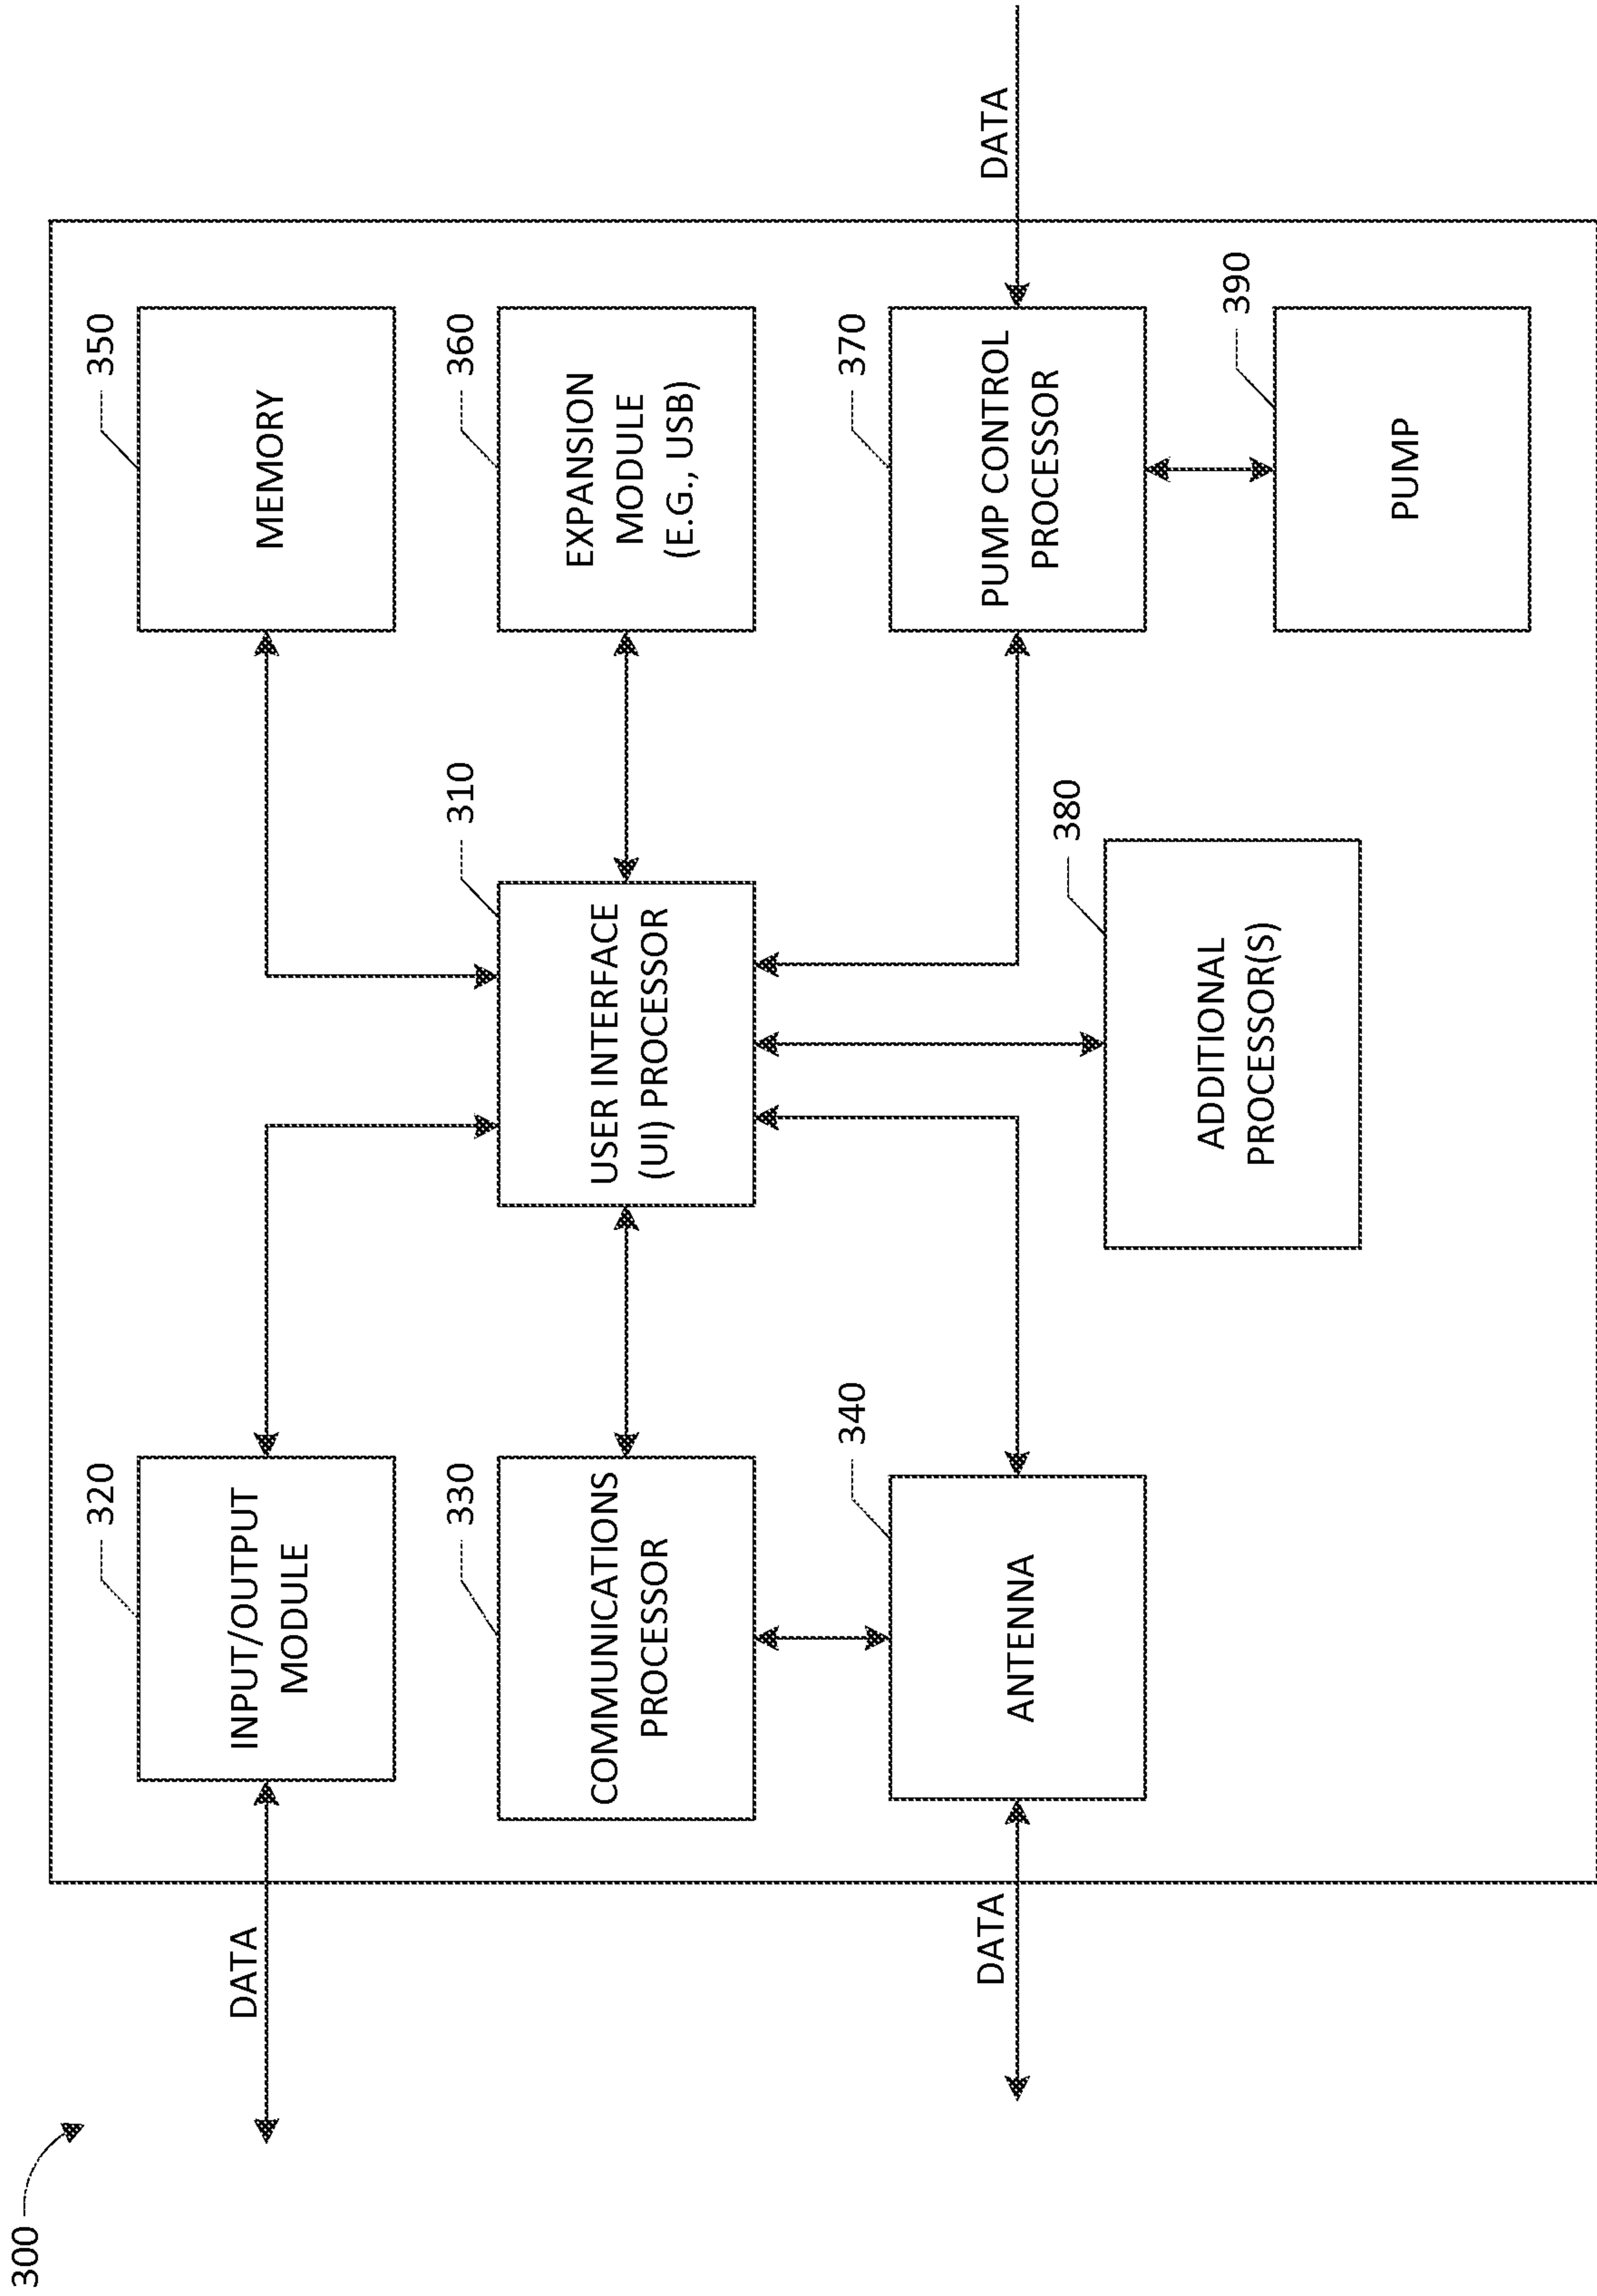 300
DATA
DATA
320
INPUT/OUTPUT
MODULE
330
COMMUNICATIONS
PROCESSOR
340
ANTENNA
310
USER INTERFACE
(UI) PROCESSOR
380
ADDITIONAL
PROCESSOR(S)
350
MEMORY
360
EXPANSION
MODULE
(E.G., USB)
370
PUMP CONTROL
PROCESSOR
390
PUMP
DATA